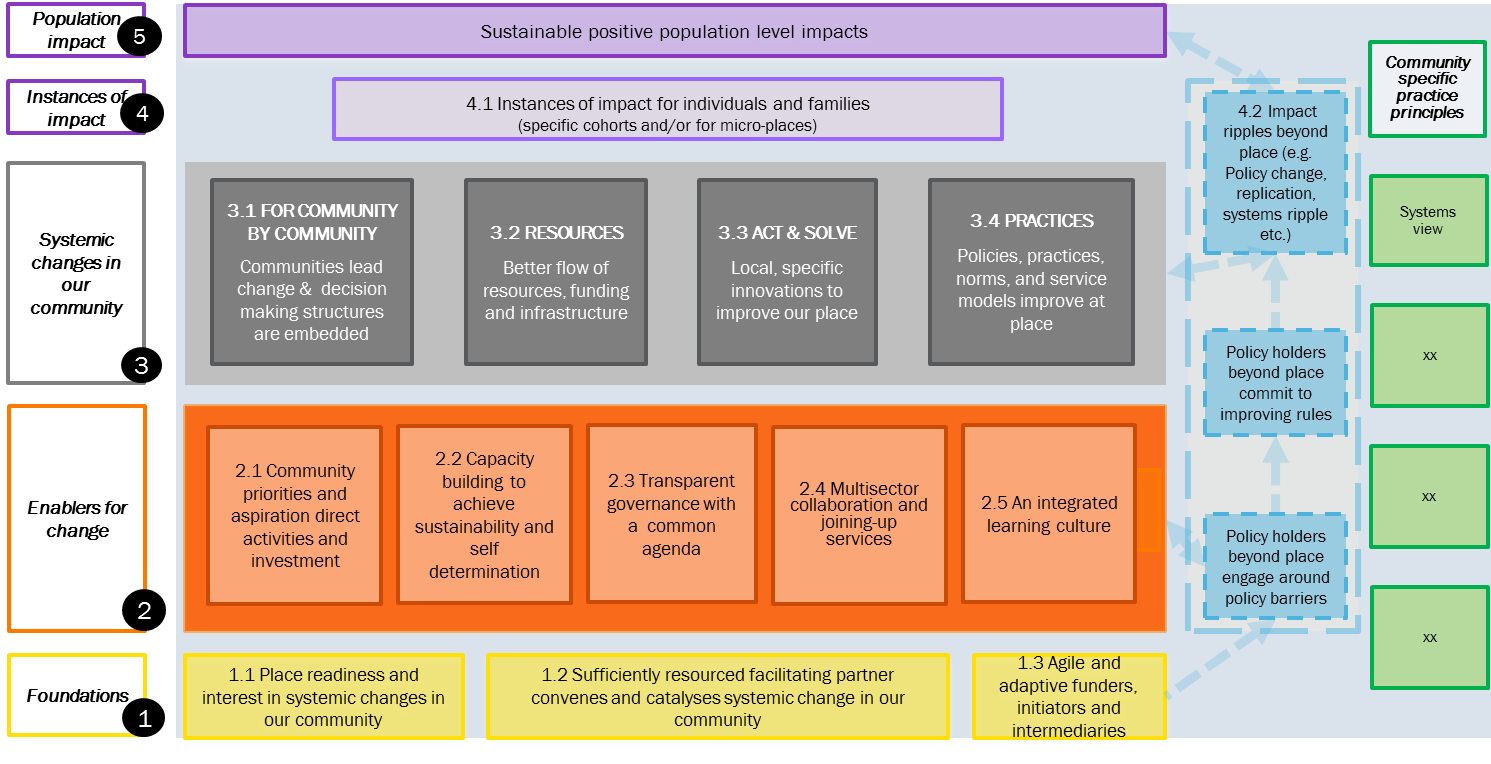 Population
impact
5
Sustainable positive population level impacts
Instances of
impact
4
4.1 Instances of impact for individuals and families
(specific cohorts and/or for micro-places)
Systemic
changes in
our
community
3
3.1 FOR COMMUNITY
BY COMMUNITY
Communities lead
change & decision
making structures
are embedded
3.2 RESOURCES
Better flow of
resources, funding
and infrastructure
3.3 ACT & SOLVE
Local, specific
innovations to
improve our place
3.4 PRACTICES
Policies, practices,
norms, and service
models improve at
place
Enablers for
change
2
2.1 Community
priorities and
aspiration direct
activities and
investment
2.2 Capacity
building to
achieve
sustainability and
self
determination
2.3 Transparent
governance with
a common
agenda
2.4 Multisector
collaboration and
joining-up
services
2.5 An integrated
learning culture
Foundations
1
1.1 Place readiness and
interest in systemic changes in
our community
1.2 Sufficiently resourced facilitating partner
convenes and catalyses systemic change in our
community
1.3 Agile and
adaptive funders,
initiators and
intermediaries
4.2 Impact
ripples beyond
place (e.g.
Policy change,
replication,
systems ripple
etc.)
Policy holders
beyond place
commit to
improving rules
Policy holders
beyond place
engage around
policy barriers
Community
specific
practice
principles
Systems
view
xx
xx
xx